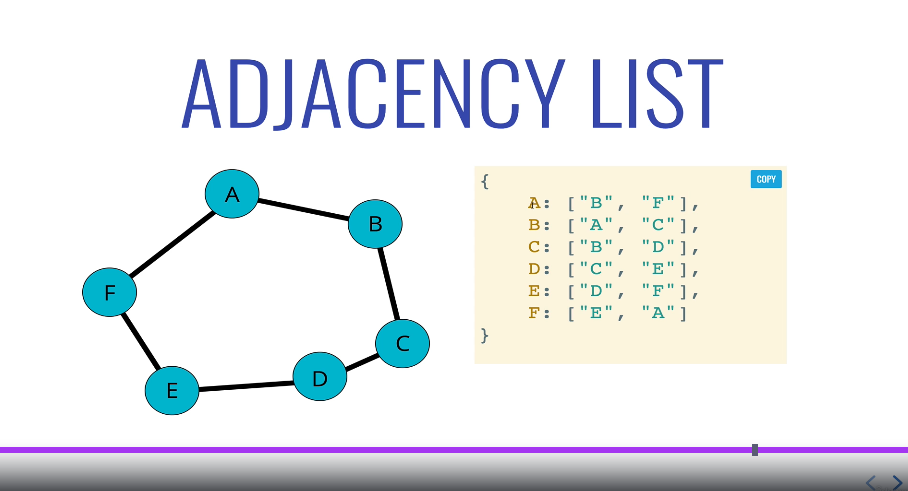 ADJACENCY LIST
A
B
C
D
E
F
COPY
{
A: ["B", "F"],
B: ["A", "C"],
C: ["B", "D"],
D: ["C", "E"],
E: ["D", "F"],
F: ["E", "A"]
}